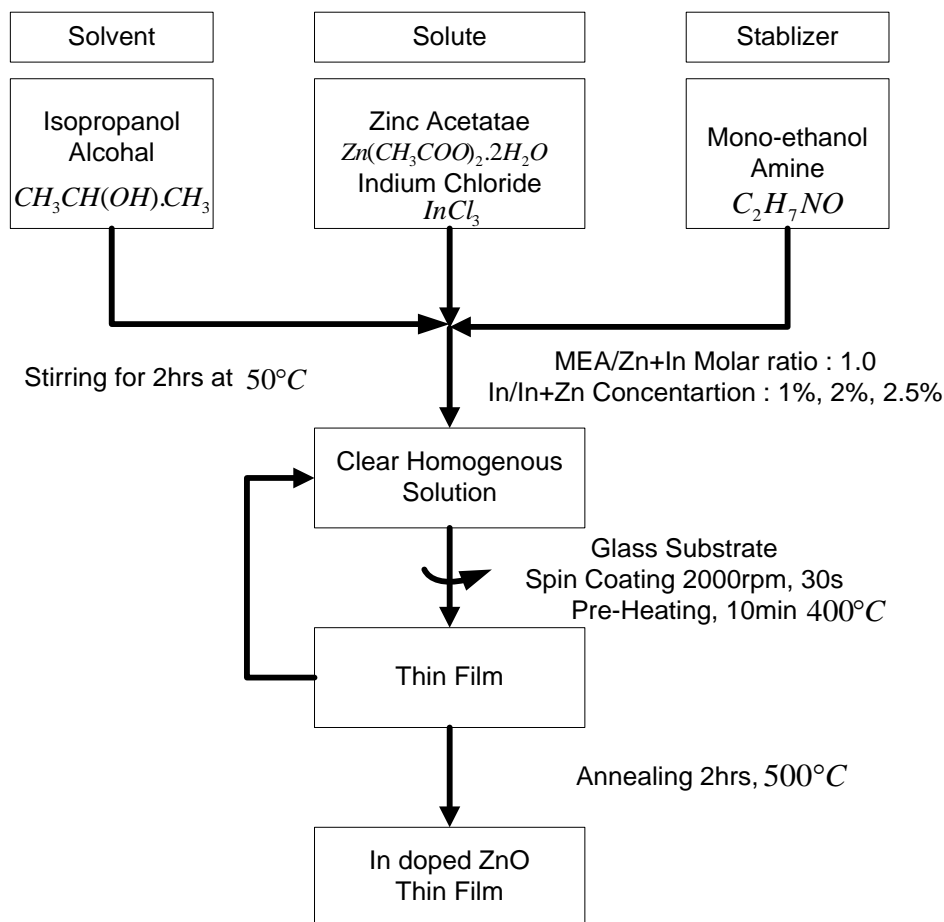 Solvent
Solute
Stablizer
Isopropanol
Alcohal
CH₃CH(OH).CH₃
Zinc Acetatae
Zn(CH₃COO)₂.2H₂O
Indium Chloride
InCl₃
Mono-ethanol
Amine
C₂H₇NO
Stirring for 2hrs at 50°C
MEA/Zn+In Molar ratio : 1.0
In/In+Zn Concentartion : 1%, 2%, 2.5%
Clear Homogenous
Solution
Glass Substrate
Spin Coating 2000rpm, 30s
Pre-Heating, 10min 400°C
Thin Film
Annealing 2hrs, 500°C
In doped ZnO
Thin Film